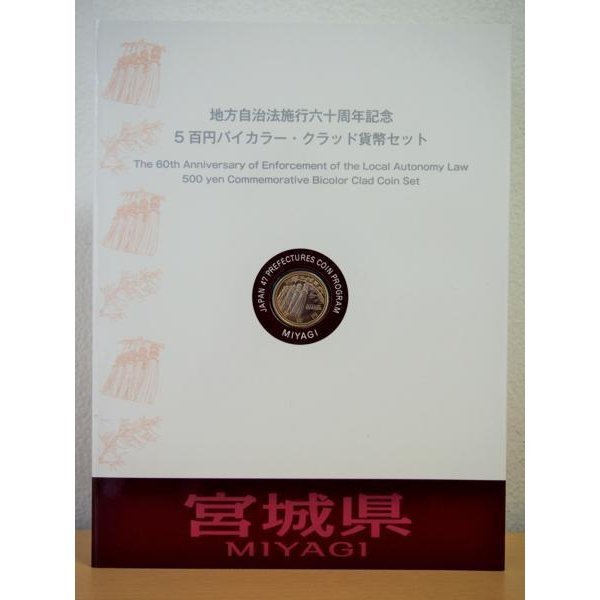 地方自治法施行六十周年記念
5百円バイカラー・クラッド貨幣セット
The 60th Anniversary of Enforcement of the Local Autonomy Law
500 yen Commemorative Bicolor Clad Coin Set
JAPAN 47 PREFECTURES COIN PROGRAM
MIYAGI
宮城県
MIYAGI